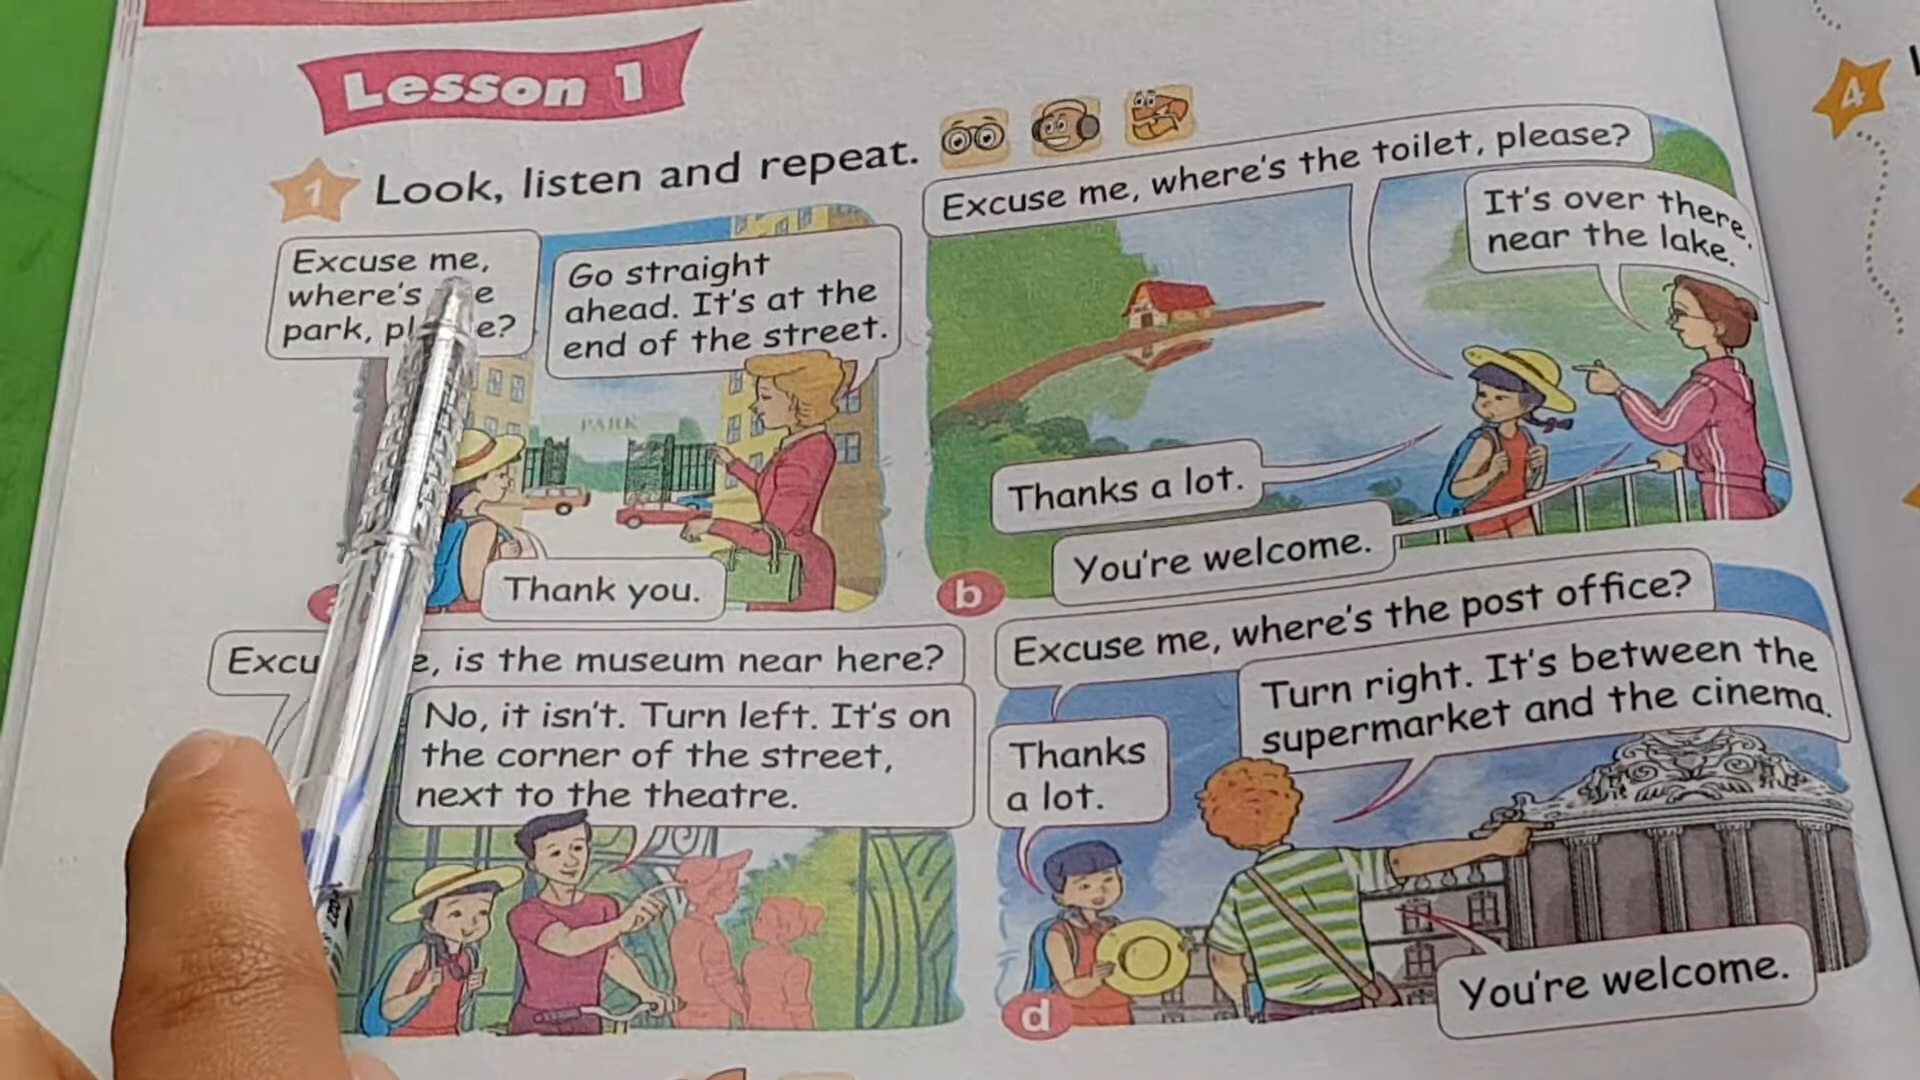 Lesson 1
1 Look, listen and repeat.
Excuse me,
where's
park,
Go straight
ahead. It's at the
end of the street.
PARK
Thank you.
Excuse me, where's the toilet, please?
It's over there,
near the lake.
Thanks a lot.
You're welcome.
b
is the museum near here?
No, it isn't. Turn left. It's on
the corner of the street,
next to the theatre.
Excuse me, where's the post office?
Turn right. It's between the
supermarket and the cinema.
Thanks
a lot.
You're welcome.
d
4